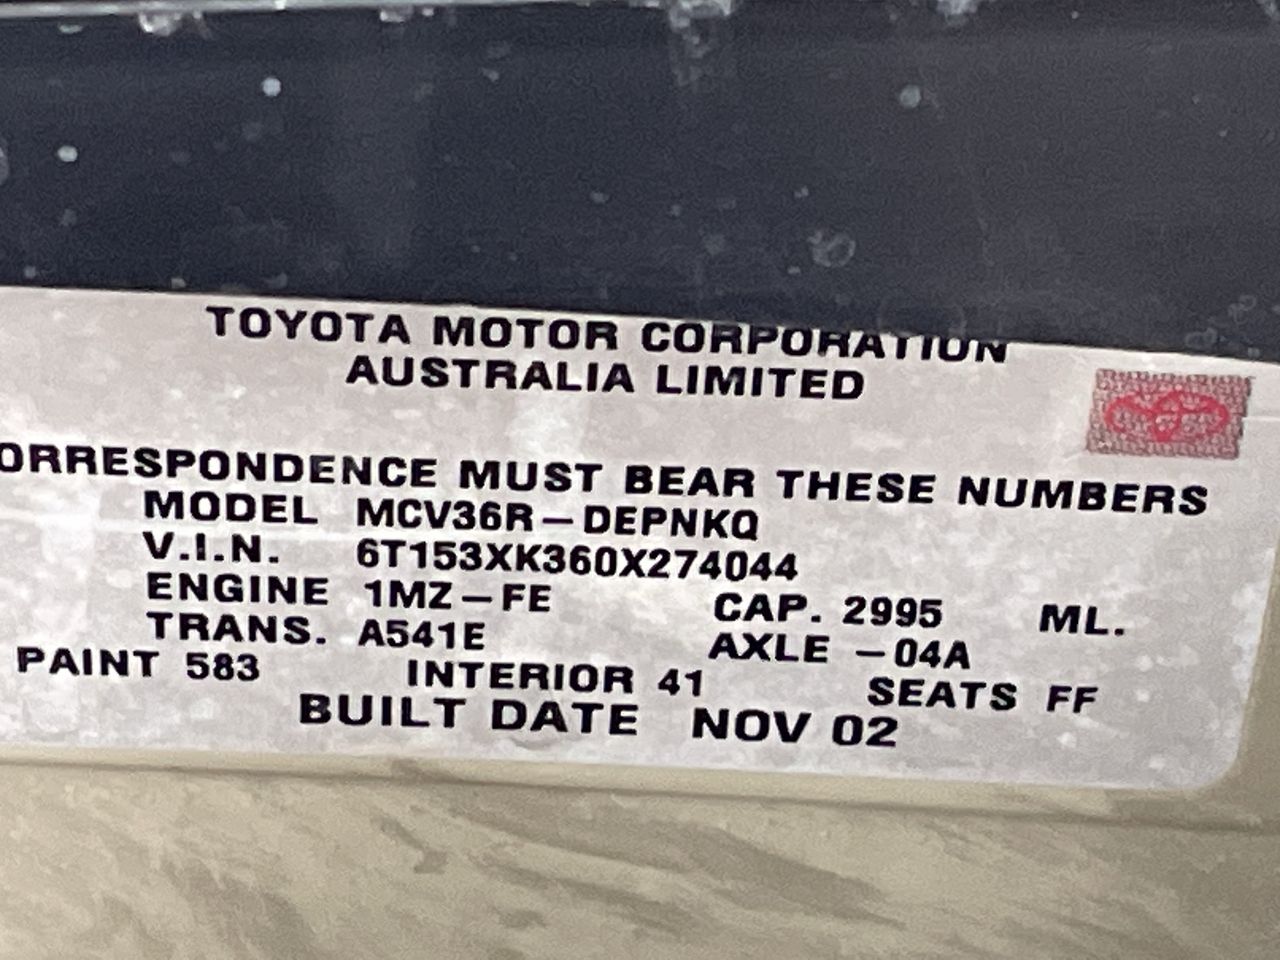 TOYOTA MOTOR CORPORATION
AUSTRALIA LIMITED
ORRESPONDENCE MUST BEAR THESE NUMBERS
MODEL MCV36R-DEPNKQ
V.I.N. 6T153XK360X274044
ENGINE 1MZ-FE CAP. 2995 ML.
TRANS. A541E AXLE -04A
PAINT 583 INTERIOR 41 SEATS FF
BUILT DATE NOV 02